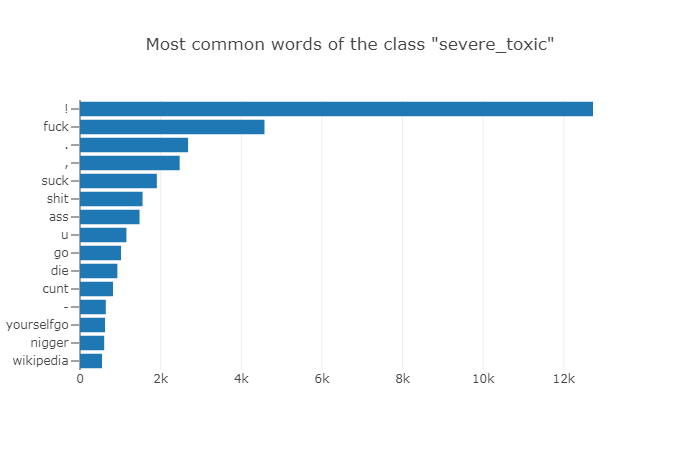 Most common words of the class "severe_toxic"
!
fuck
.
,
suck
shit
ass
u
go
die
cunt
-
yourselfgo
nigger
wikipedia
0 2k 4k 6k 8k 10k 12k